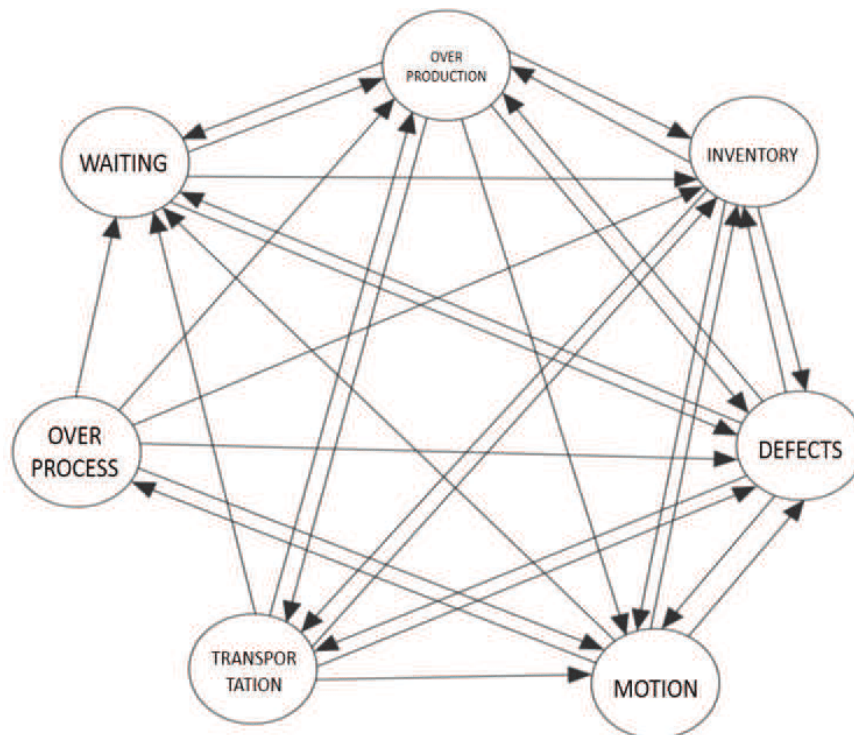 OVER
PRODUCTION
WAITING
INVENTORY
OVER
PROCESS
DEFECTS
TRANSPOR
TATION
MOTION